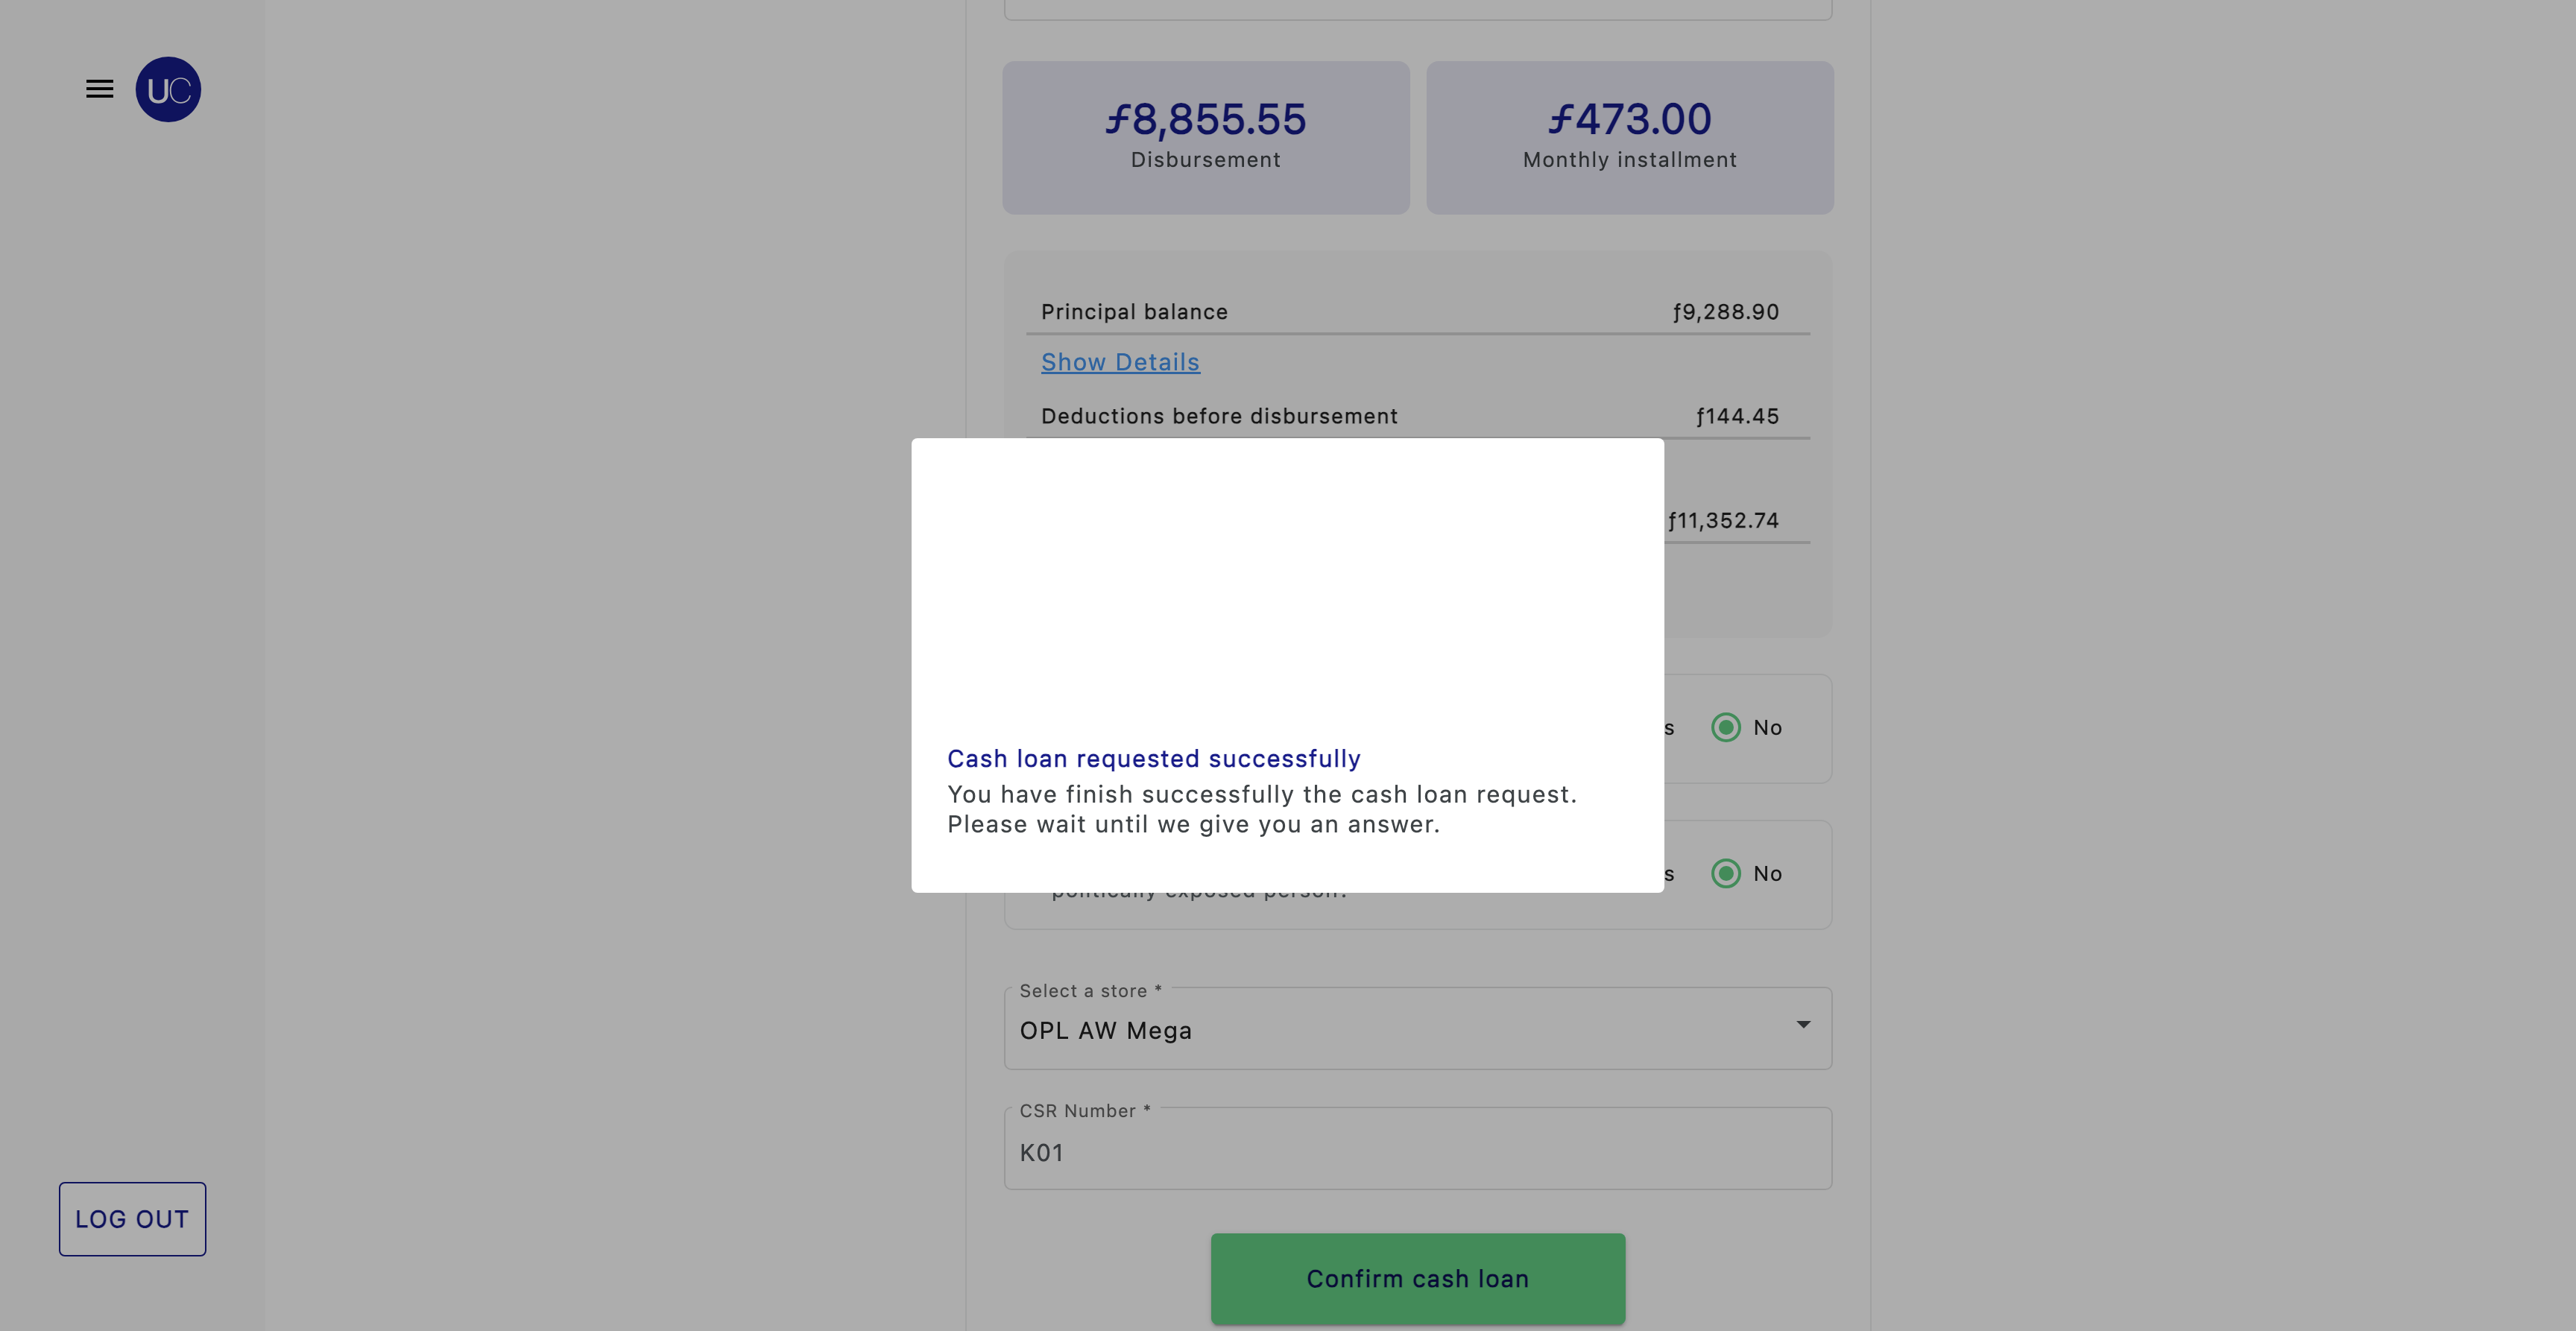 UC
ƒ8,855.55
Disbursement
ƒ473.00
Monthly installment
Principal balance ƒ9,288.90
Show Details
Deductions before disbursement ƒ144.45
ƒ11,352.74
Cash loan requested successfully
You have finish successfully the cash loan request.
Please wait until we give you an answer.
s No
s No
politically exposed person?
Select a store *
OPL AW Mega
CSR Number *
K01
LOG OUT
Confirm cash loan